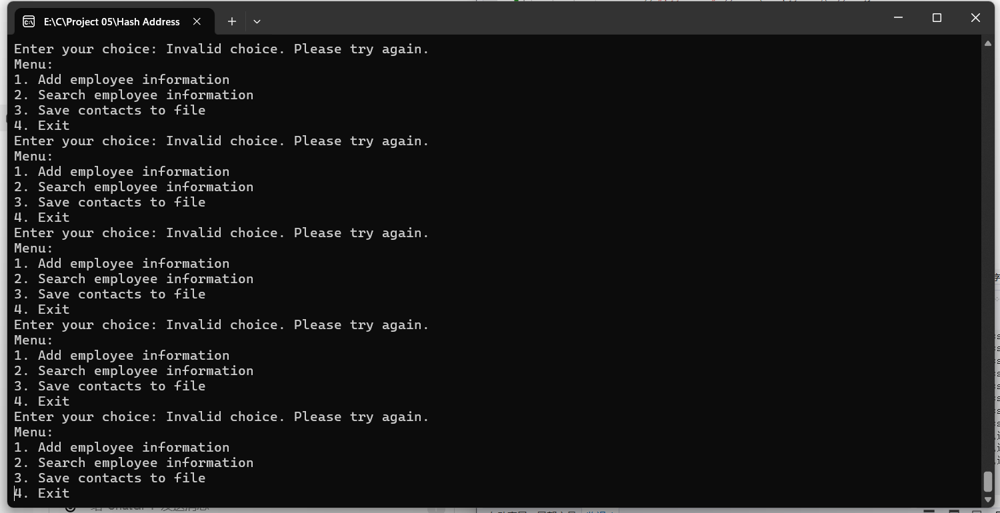 E:\C\Project 05\Hash Address
Enter your choice: Invalid choice. Please try again.
Menu:
1. Add employee information
2. Search employee information
3. Save contacts to file
4. Exit
Enter your choice: Invalid choice. Please try again.
Menu:
1. Add employee information
2. Search employee information
3. Save contacts to file
4. Exit
Enter your choice: Invalid choice. Please try again.
Menu:
1. Add employee information
2. Search employee information
3. Save contacts to file
4. Exit
Enter your choice: Invalid choice. Please try again.
Menu:
1. Add employee information
2. Search employee information
3. Save contacts to file
4. Exit
Enter your choice: Invalid choice. Please try again.
Menu:
1. Add employee information
2. Search employee information
3. Save contacts to file
4. Exit